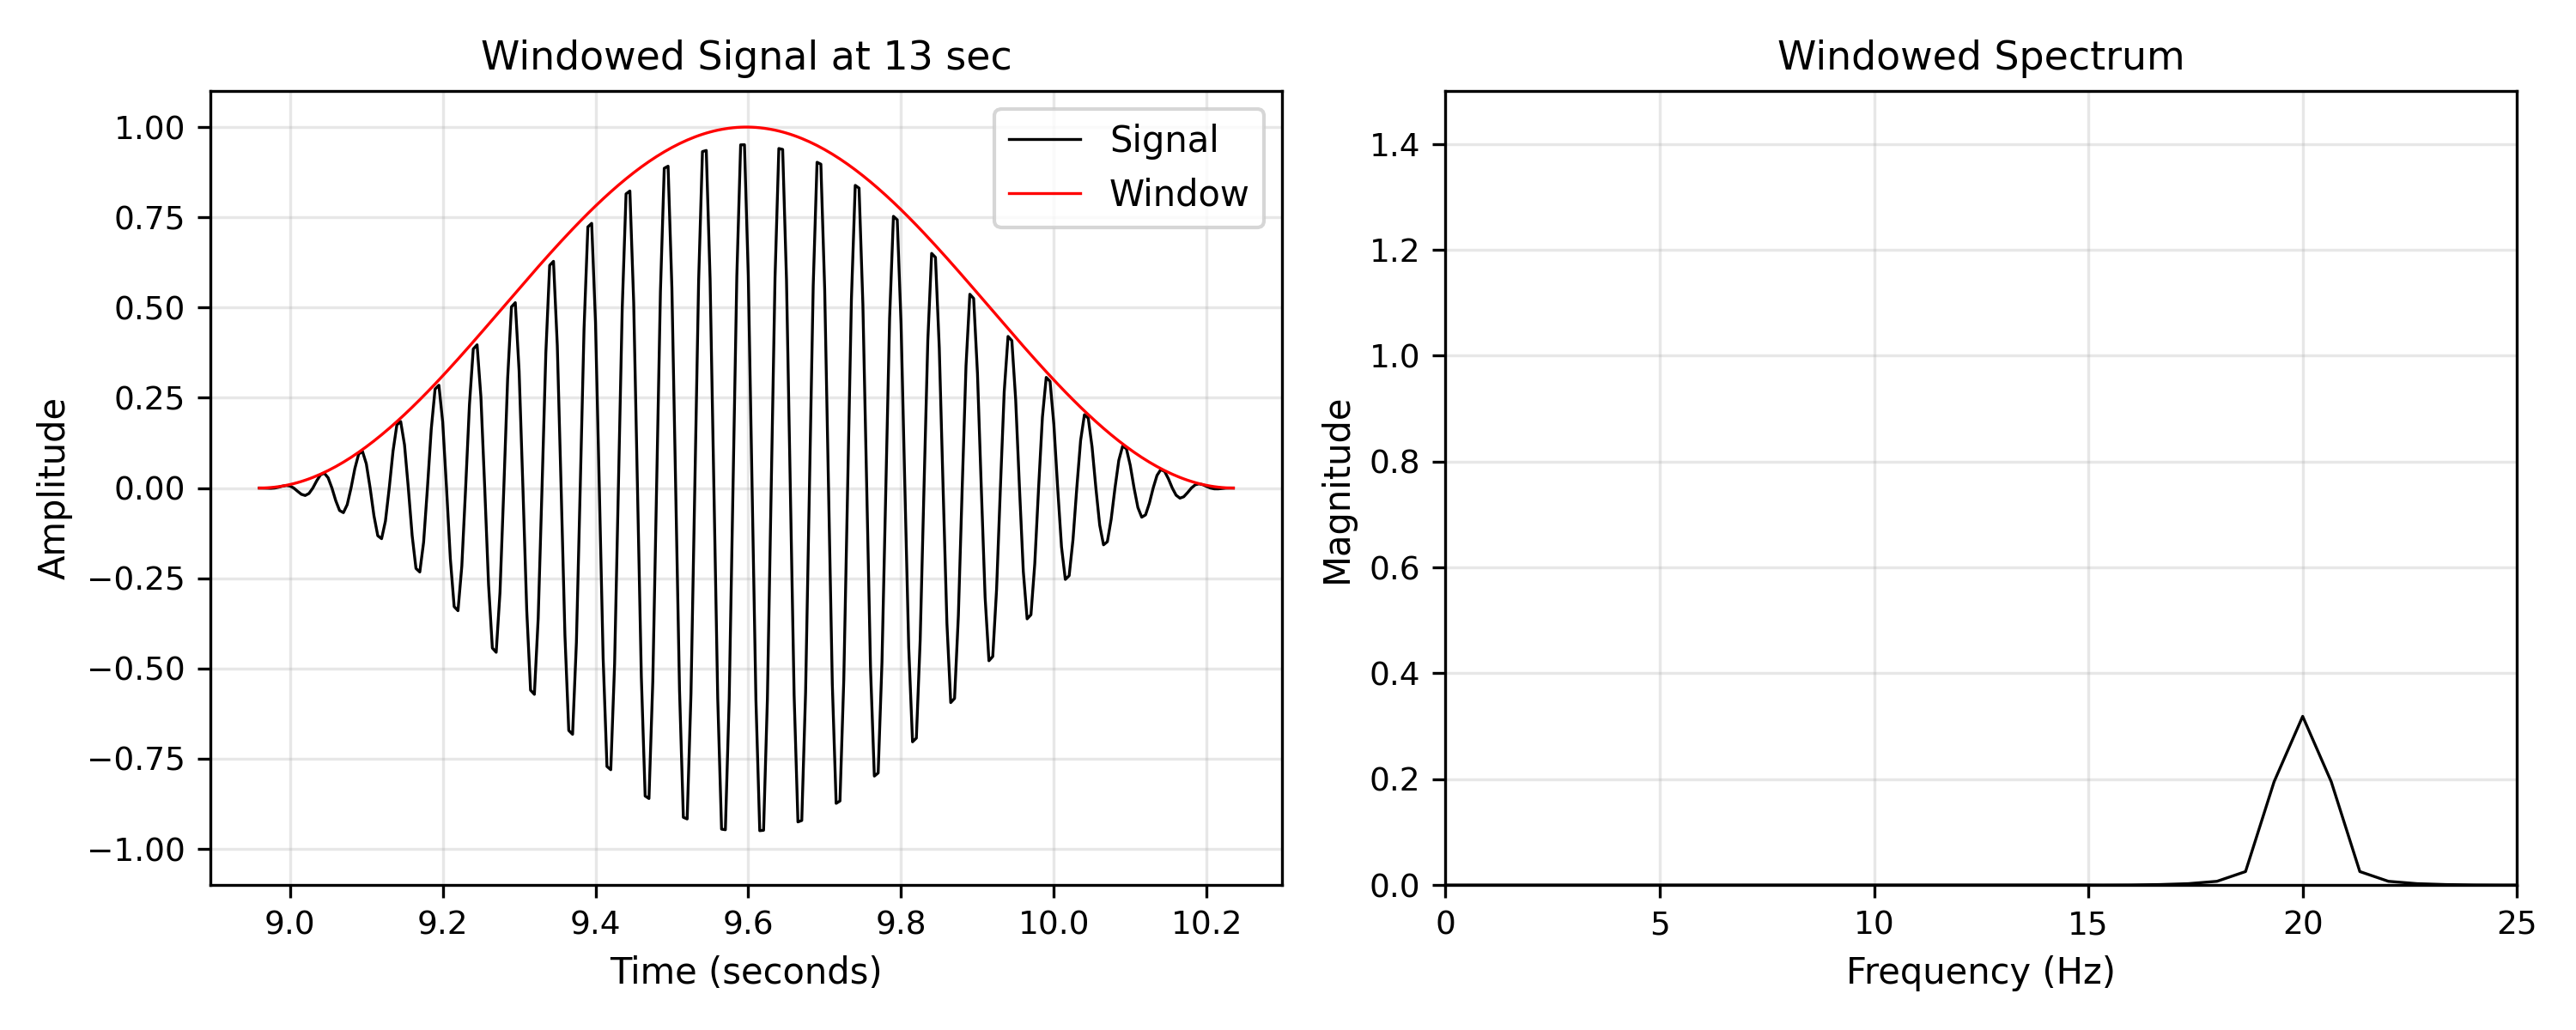 Windowed Signal at 13 sec
Signal
Window
1.00
0.75
0.50
0.25
0.00
−0.25
−0.50
−0.75
−1.00
Amplitude
9.0 9.2 9.4 9.6 9.8 10.0 10.2
Time (seconds)
Windowed Spectrum
1.4
1.2
1.0
0.8
0.6
0.4
0.2
0.0
Magnitude
0 5 10 15 20 25
Frequency (Hz)